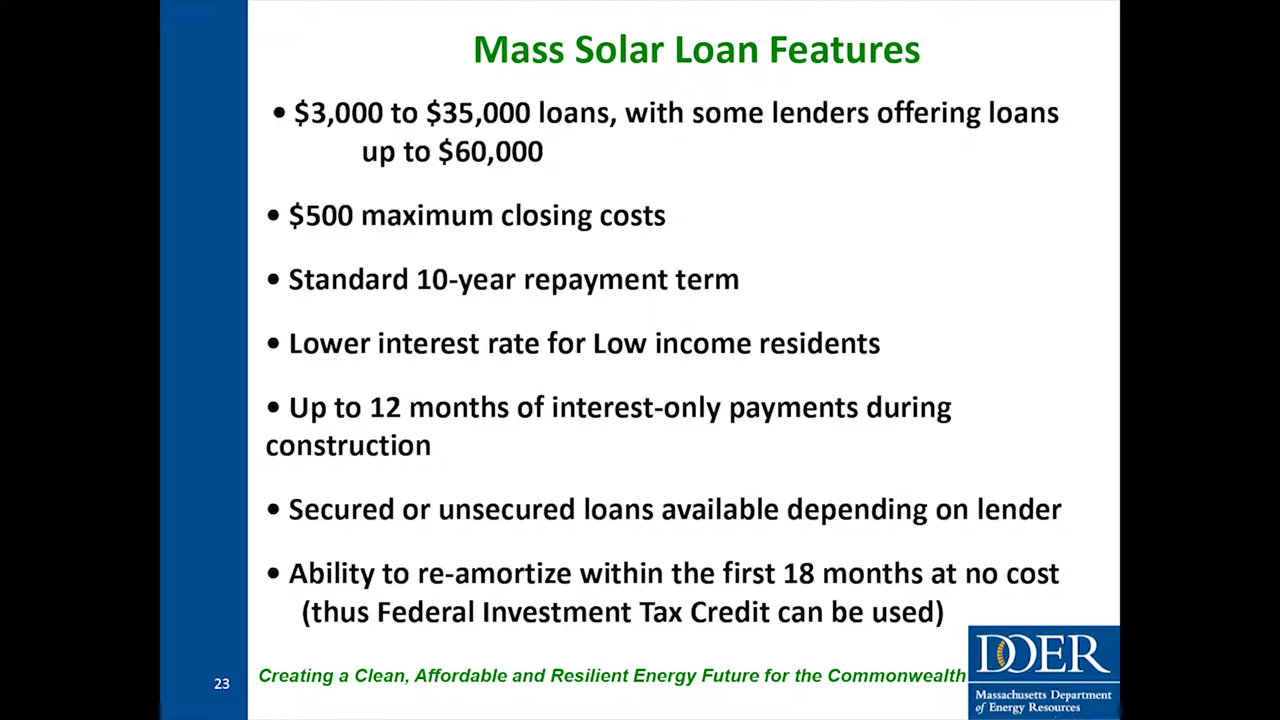 Mass Solar Loan Features
• $3,000 to $35,000 loans, with some lenders offering loans
up to $60,000
• $500 maximum closing costs
• Standard 10-year repayment term
• Lower interest rate for Low income residents
• Up to 12 months of interest-only payments during
construction
• Secured or unsecured loans available depending on lender
• Ability to re-amortize within the first 18 months at no cost
(thus Federal Investment Tax Credit can be used)
23
Creating a Clean, Affordable and Resilient Energy Future for the Commonwealth
DOER
Massachusetts Department
of Energy Resources